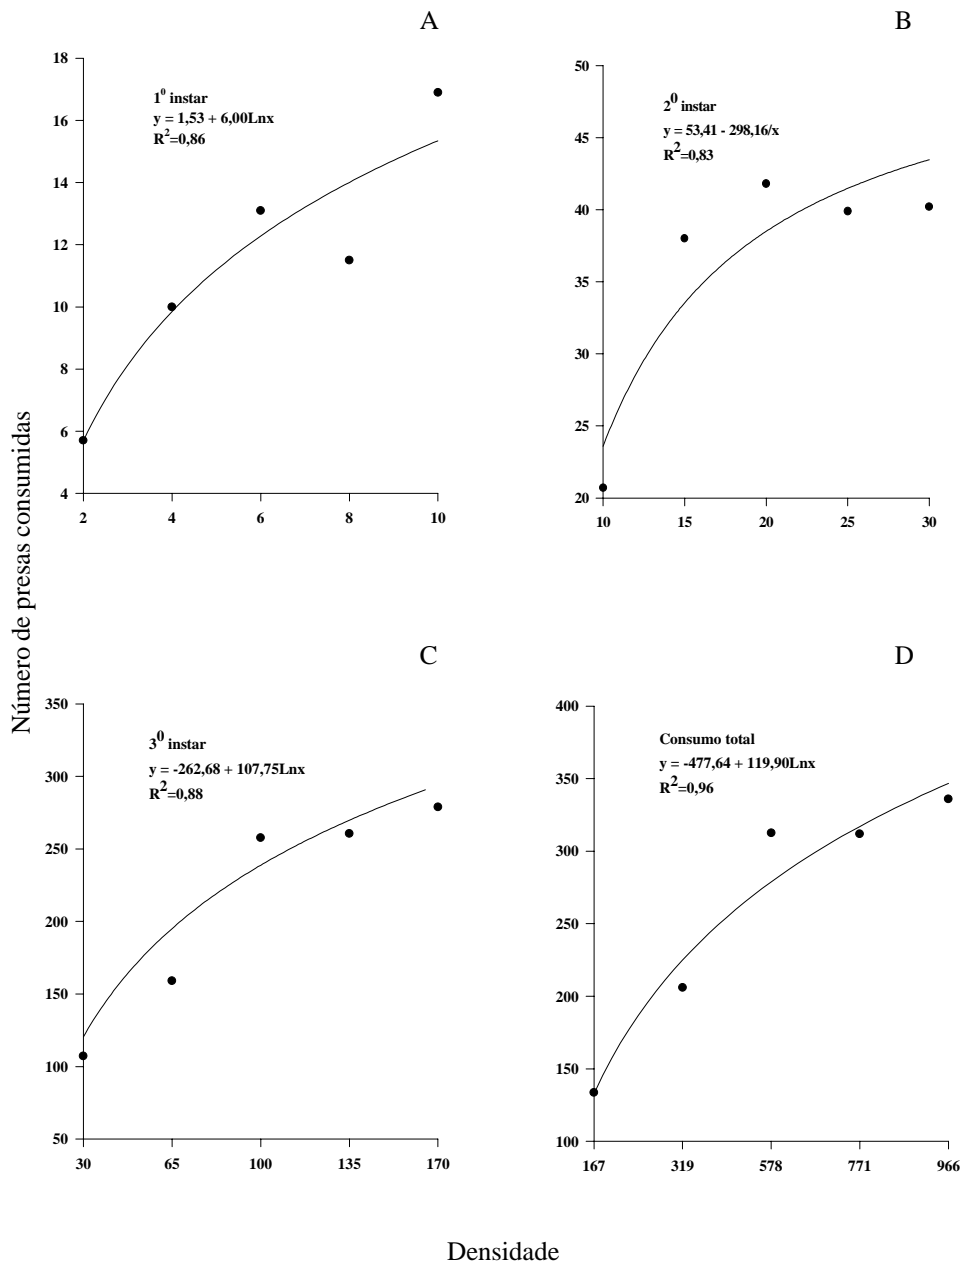 A
18
16
14
12
10
8
6
4
2
4
6
8
10
1⁰ instar
y = 1,53 + 6,00Lnx
R²=0,86
B
50
45
40
35
30
25
20
10
15
20
25
30
2⁰ instar
y = 53,41 - 298,16/x
R²=0,83
Número de presas consumidas
C
350
300
250
200
150
100
50
30
65
100
135
170
3⁰ instar
y = -262,68 + 107,75Lnx
R²=0,88
D
400
350
300
250
200
150
100
167
319
578
771
966
Consumo total
y = -477,64 + 119,90Lnx
R²=0,96
Densidade